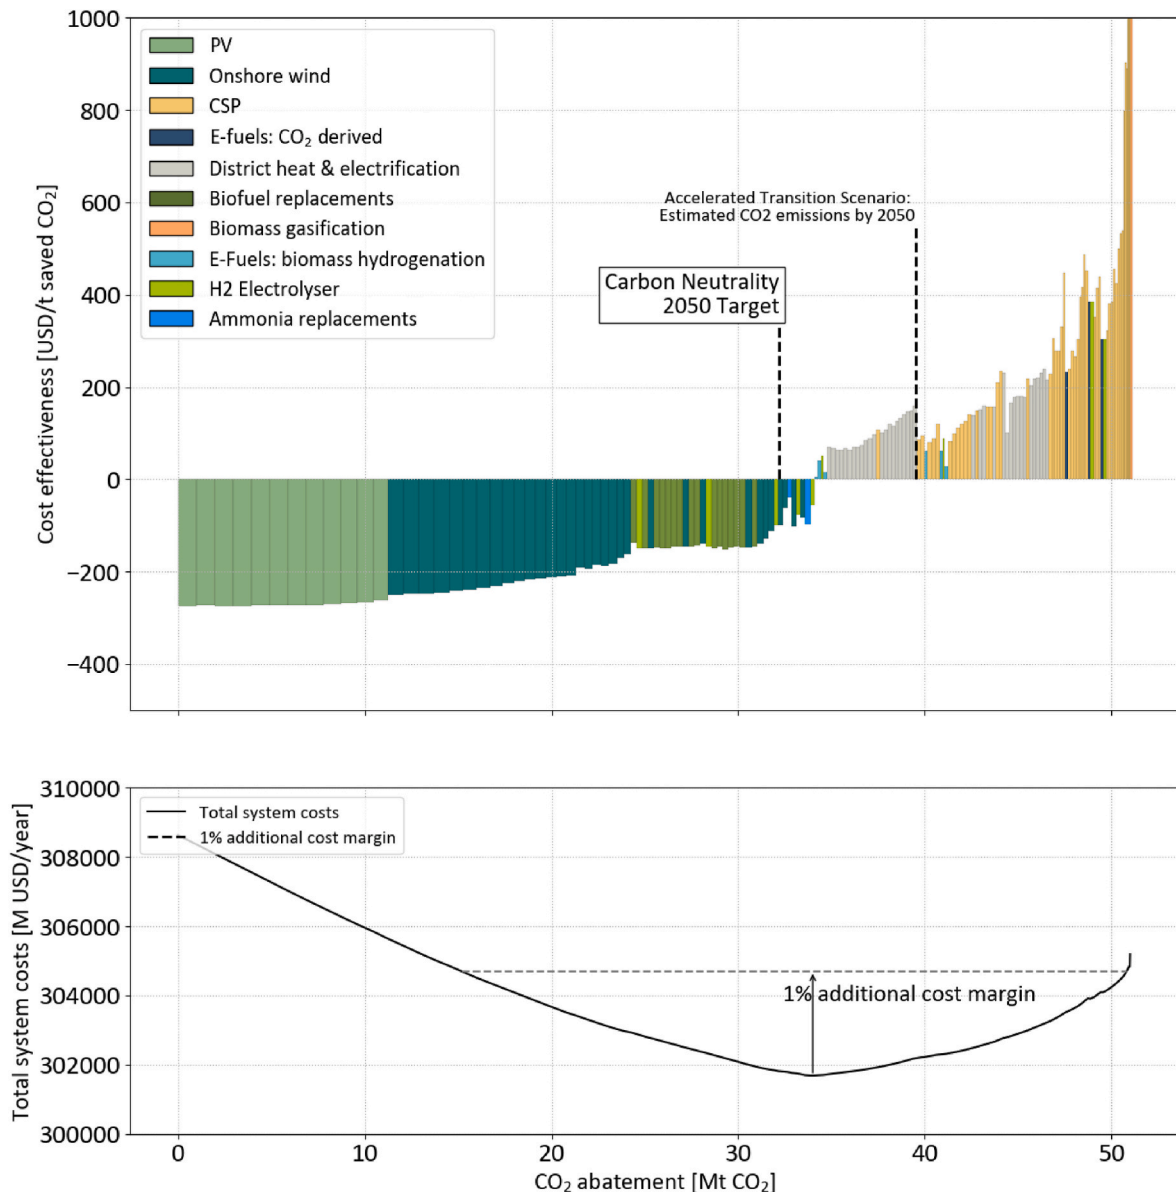 1000
800
600
400
200
0
−200
−400
Cost effectiveness [USD/t saved CO₂]
PV
Onshore wind
CSP
E-fuels: CO₂ derived
District heat & electrification
Biofuel replacements
Biomass gasification
E-Fuels: biomass hydrogenation
H2 Electrolyser
Ammonia replacements
Accelerated Transition Scenario:
Estimated CO2 emissions by 2050
Carbon Neutrality
2050 Target
310000
308000
306000
304000
302000
300000
Total system costs [M USD/year]
Total system costs
1% additional cost margin
1% additional cost margin
0
10
20
30
40
50
CO₂ abatement [Mt CO₂]